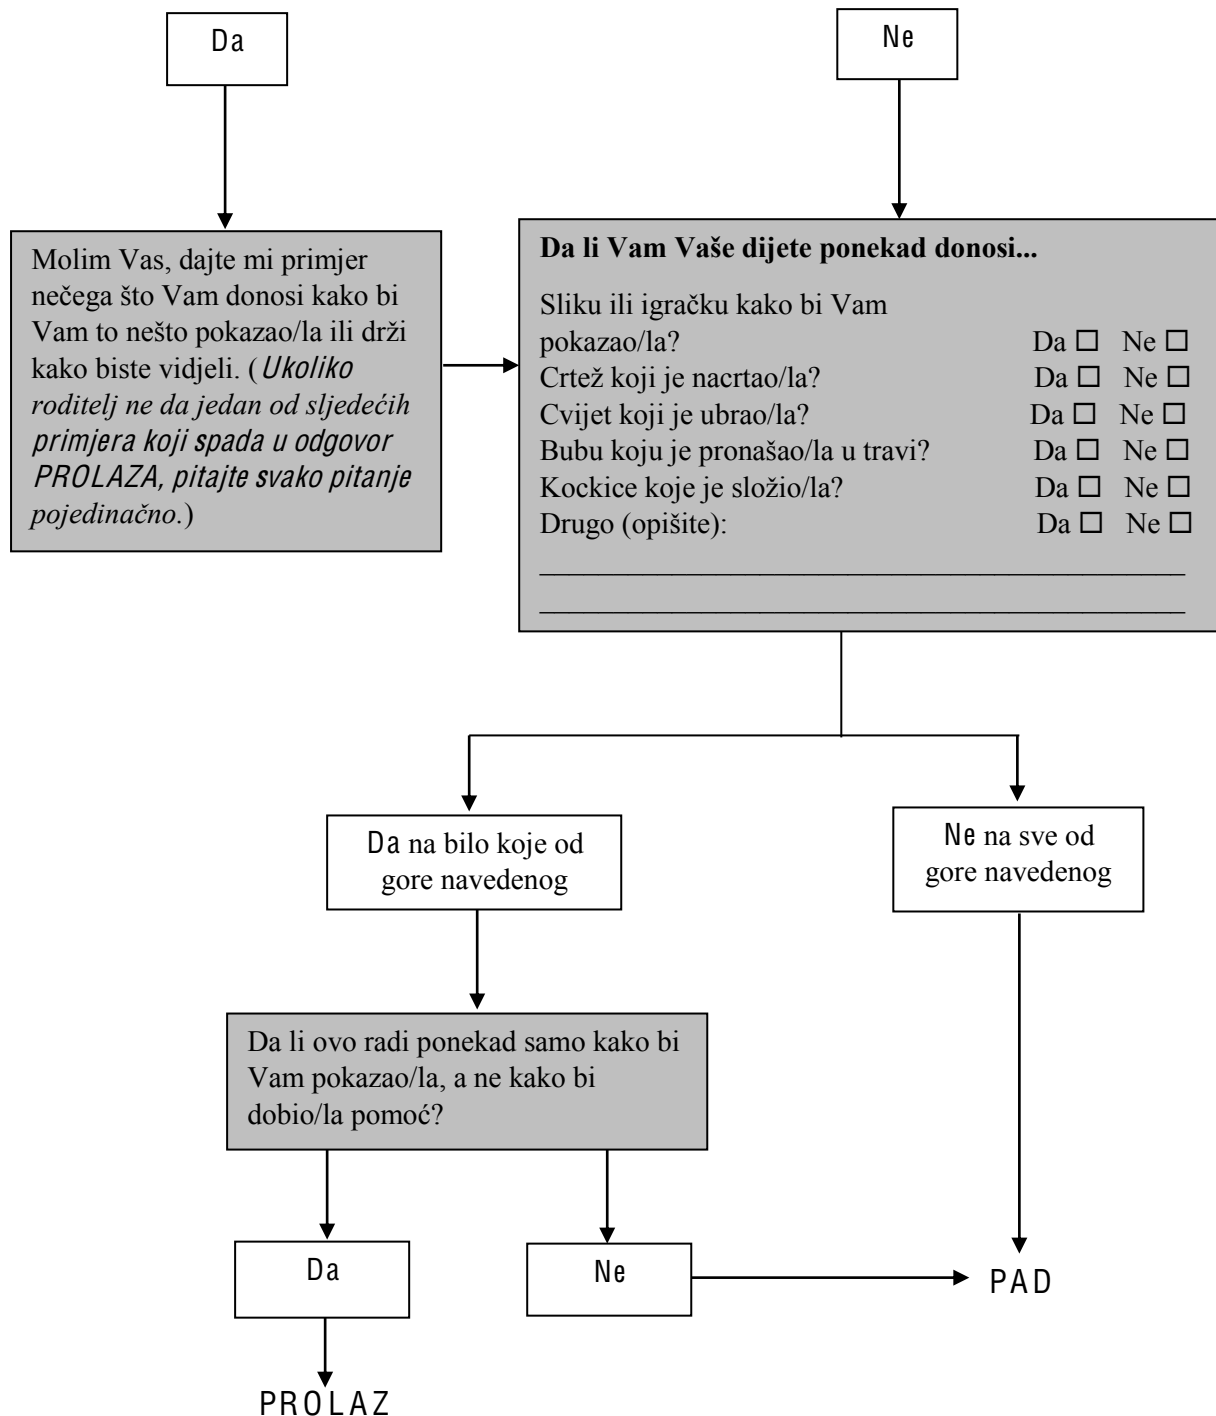 Da
Ne
Molim Vas, dajte mi primjer
nečega što Vam donosi kako bi
Vam to nešto pokazao/la ili drži
kako biste vidjeli. (Ukoliko
roditelj ne da jedan od sljedećih
primjera koji spada u odgovor
PROLAZA, pitajte svako pitanje
pojedinačno.)
Da li Vam Vaše dijete ponekad donosi...
Sliku ili igračku kako bi Vam
pokazao/la? Da ☐ Ne ☐
Crtež koji je nacrtao/la? Da ☐ Ne ☐
Cvijet koji je ubrao/la? Da ☐ Ne ☐
Bubu koju je pronašao/la u travi? Da ☐ Ne ☐
Kockice koje je složio/la? Da ☐ Ne ☐
Drugo (opišite): Da ☐ Ne ☐
Da na bilo koje od
gore navedenog
Ne na sve od
gore navedenog
Da li ovo radi ponekad samo kako bi
Vam pokazao/la, a ne kako bi
dobio/la pomoć?
Da
Ne
PAD
PROLAZ